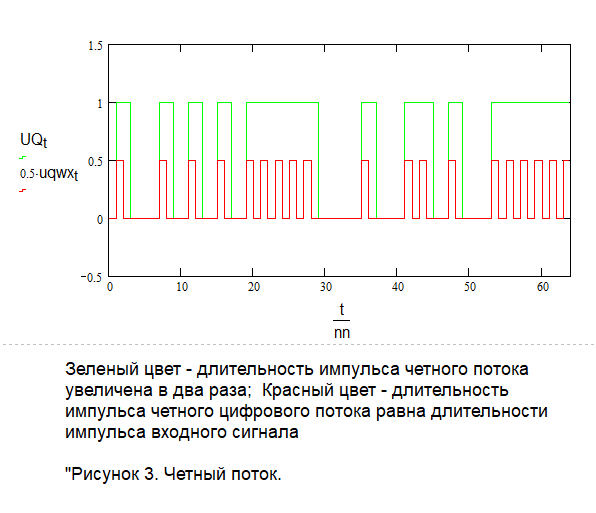 1.5
1
UQt
0.5
0.5·uqwxt
0
−0.5
0 10 20 30 40 50 60
t
nn
Зеленый цвет - длительность импульса четного потока
увеличена в два раза;  Красный цвет - длительность
импульса четного цифрового потока равна длительности
импульса входного сигнала
"Рисунок 3. Четный поток.